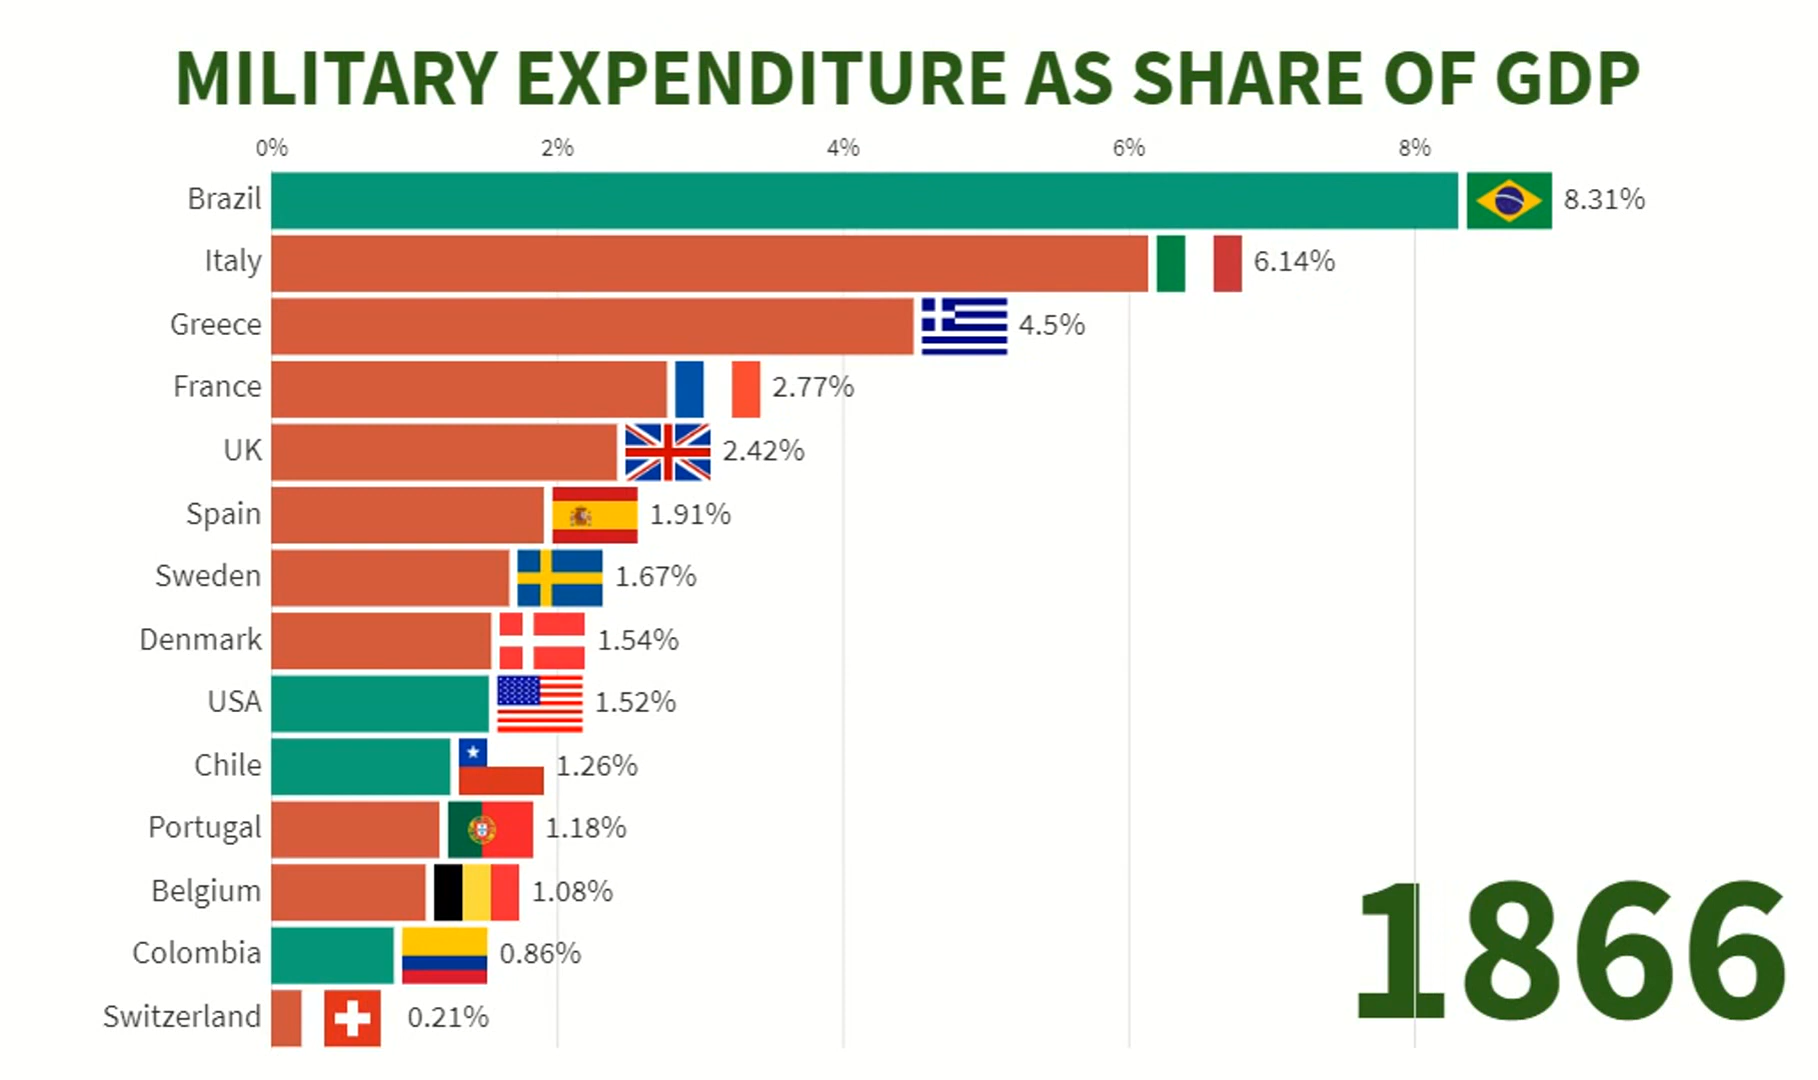 MILITARY EXPENDITURE AS SHARE OF GDP
0% 2% 4% 6% 8%
Brazil 8.31%
Italy 6.14%
Greece 4.5%
France 2.77%
UK 2.42%
Spain 1.91%
Sweden 1.67%
Denmark 1.54%
USA 1.52%
Chile 1.26%
Portugal 1.18%
Belgium 1.08%
Colombia 0.86%
Switzerland 0.21%
1866